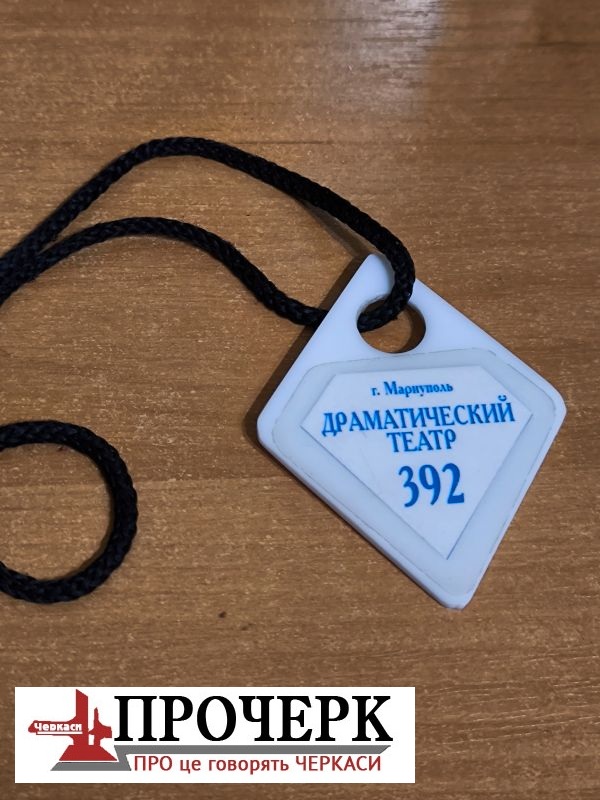 г. Мариуполь
ДРАМАТИЧЕСКИЙ
ТЕАТР
392
Черкаси
ПРОЧЕРК
ПРО це говорять ЧЕРКАСИ